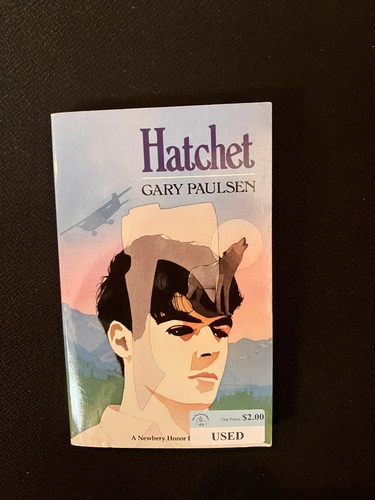 Hatchet
GARY PAULSEN
A Newbery Honor
Our Price: $2.00
USED